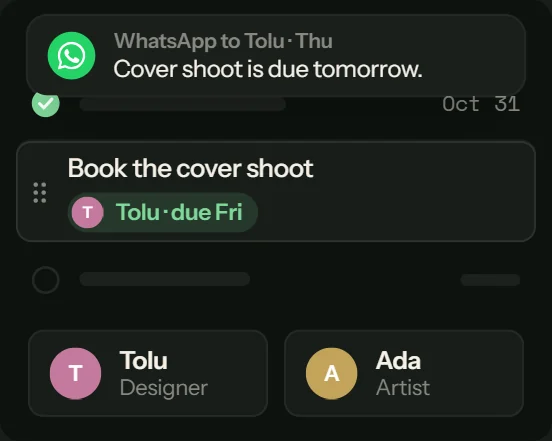 WhatsApp to Tolu · Thu
Cover shoot is due tomorrow.
Oct 31
Book the cover shoot
T Tolu · due Fri
T Tolu
Designer
A Ada
Artist